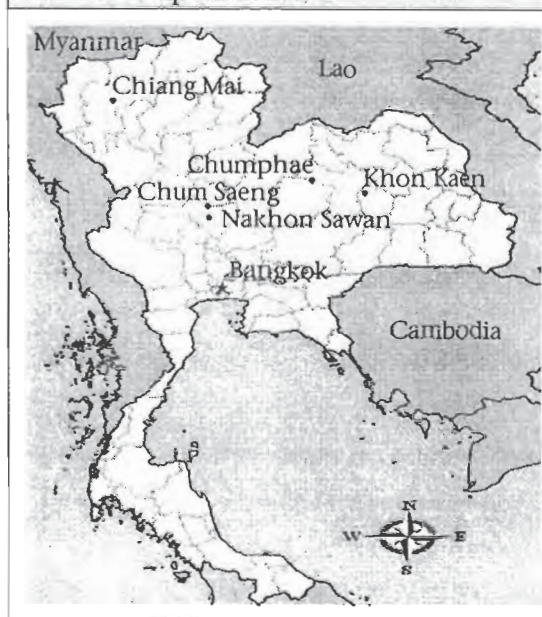 Myanmar
Lao
Chiang Mai
Chumphae
Khon Kaen
Chum Saeng
Nakhon Sawan
Bangkok
Cambodia
N
W E
S